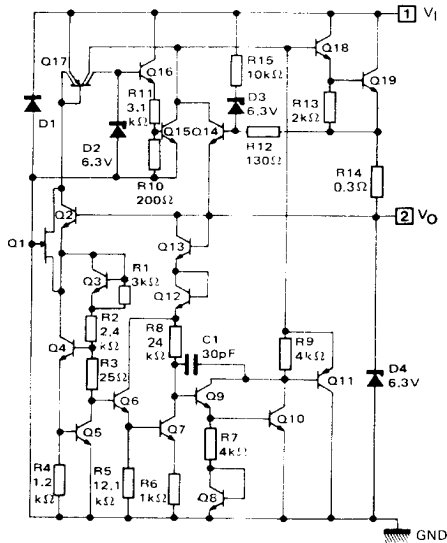 1 VI
Q17
Q16
Q18
Q19
R15
10kΩ
R11
3.1
kΩ
D3
6,3V
R13
2kΩ
D1
D2
6.3V
Q15 Q14
R12
130Ω
R10
200Ω
R14
0.3Ω
2 VO
Q2
Q1
Q13
Q3
R1
3kΩ
Q12
R2
2,4
kΩ
R8
24
kΩ
C1
30pF
R9
4kΩ
Q4
R3
25Ω
Q11
D4
6,3V
Q6
Q9
Q10
Q5
Q7
R7
4kΩ
R4
1.2
kΩ
R5
12.1
kΩ
R6
1kΩ
Q8
GND